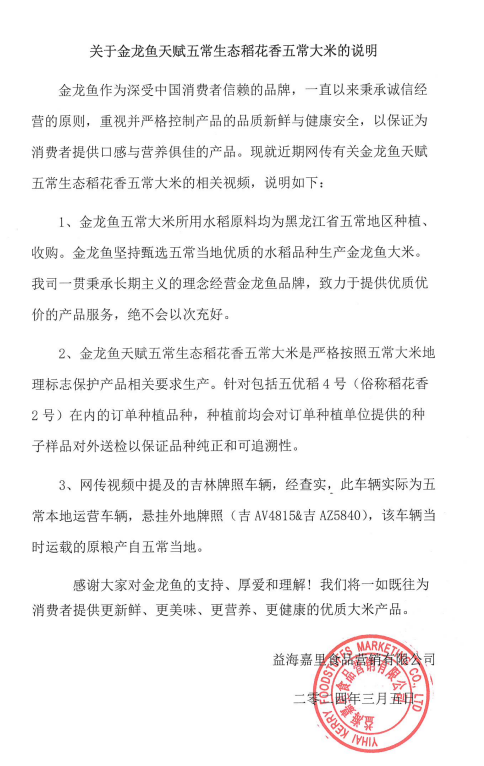 关于金龙鱼天赋五常生态稻花香五常大米的说明
金龙鱼作为深受中国消费者信赖的品牌，一直以来秉承诚信经
营的原则，重视并严格控制产品的品质新鲜与健康安全，以保证为
消费者提供口感与营养俱佳的产品。现就近期网传有关金龙鱼天赋
五常生态稻花香五常大米的相关视频，说明如下：
1、金龙鱼五常大米所用水稻原料均为黑龙江省五常地区种植、
收购。金龙鱼坚持甄选五常当地优质的水稻品种生产金龙鱼大米。
我司一贯秉承长期主义的理念经营金龙鱼品牌，致力于提供优质优
价的产品服务，绝不会以次充好。
2、金龙鱼天赋五常生态稻花香五常大米是严格按照五常大米地
理标志保护产品相关要求生产。针对包括五优稻4号（俗称稻花香
2号）在内的订单种植品种，种植前均会对订单种植单位提供的种
子样品对外送检以保证品种纯正和可追溯性。
3、网传视频中提及的吉林牌照车辆，经查实，此车辆实际为五
常本地运营车辆，悬挂外地牌照（吉AV4815&吉AZ5840），该车辆当
时运载的原粮产自五常当地。
感谢大家对金龙鱼的支持、厚爱和理解！我们将一如既往为
消费者提供更新鲜、更美味、更营养、更健康的优质大米产品。
益海嘉里食品营销有限公司
二零二四年三月五日
YIHAI KERRY FOODSTUFFS MARKETING CO., LTD
益海嘉里食品营销有限公司